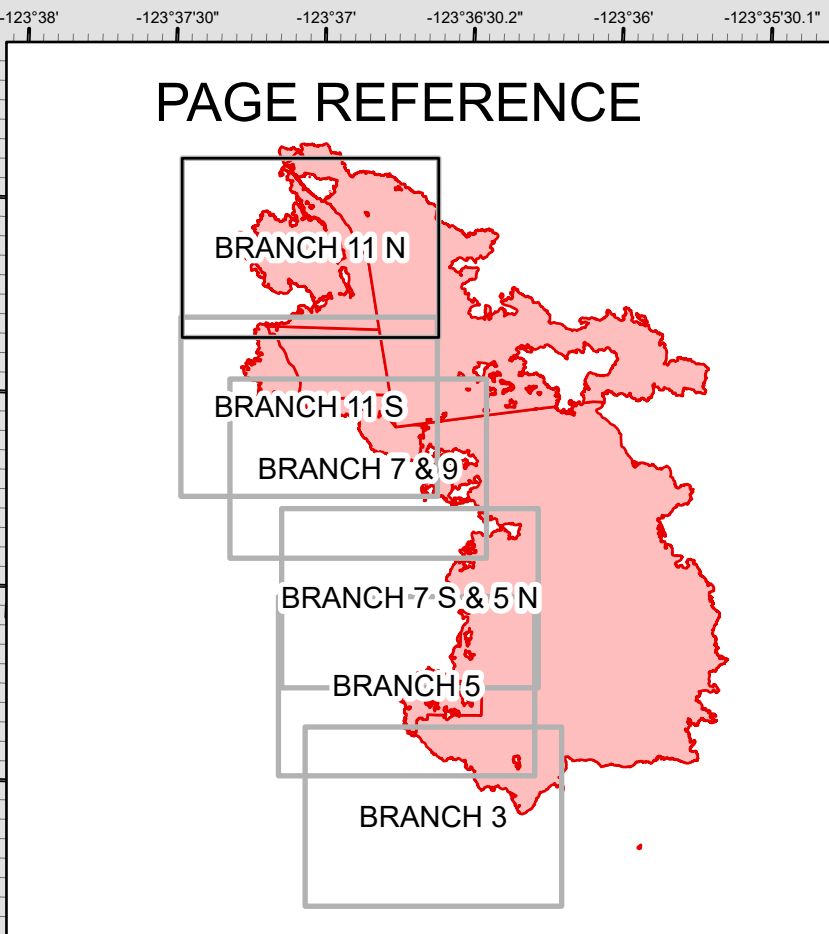 -123°38' -123°37'30" -123°37' -123°36'30.2" -123°36' -123°35'30.1"
PAGE REFERENCE
BRANCH 11 N
BRANCH 11 S
BRANCH 7 & 9
BRANCH 7 S & 5 N
BRANCH 5
BRANCH 3